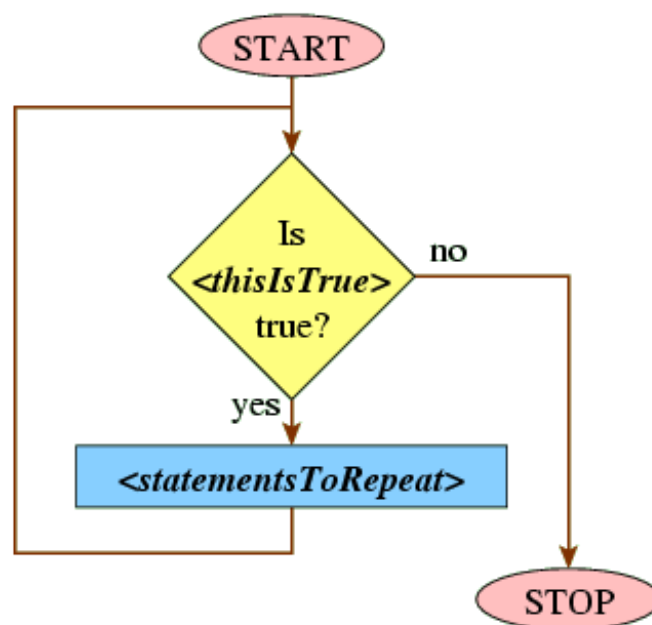 START
Is
<thisIsTrue>
true?
no
yes
<statementsToRepeat>
STOP